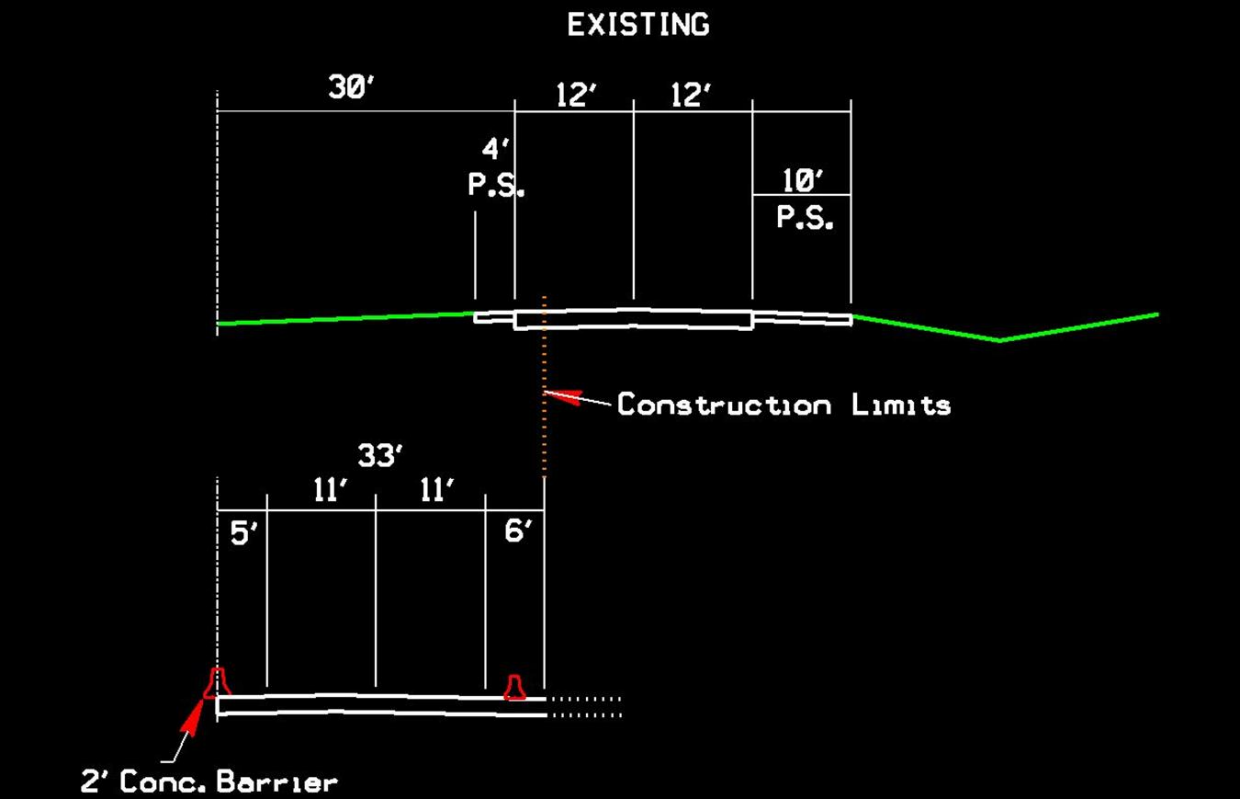 EXISTING
30′ 12′ 12′
4′
P.S.
10′
P.S.
Construction Limits
33′
11′ 11′
5′ 6′
2′ Conc. Barrier